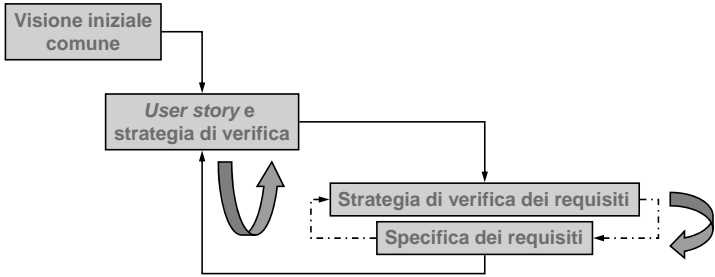 Visione iniziale
comune
User story e
strategia di verifica
Strategia di verifica dei requisiti
Specifica dei requisiti